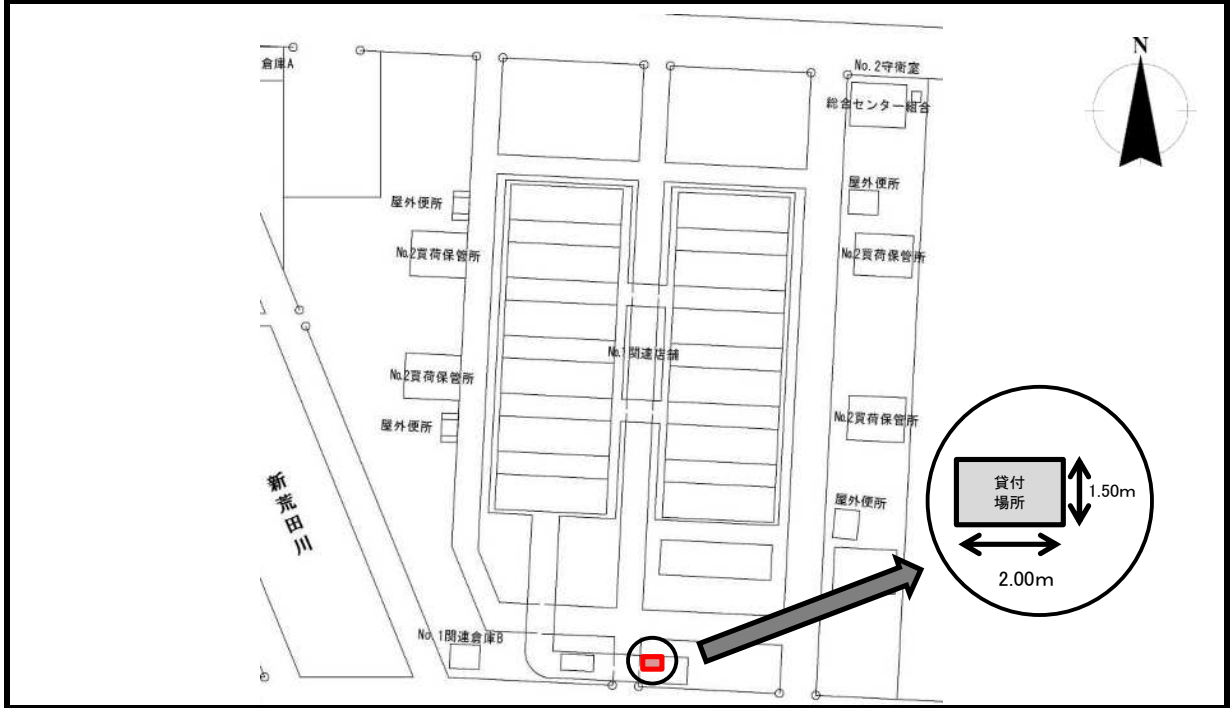 N
倉庫A
No.2守衛室
総合センター組合
屋外便所
屋外便所
No.2買荷保管所
No.2買荷保管所
No.1関連店舗
No.2買荷保管所
No.2買荷保管所
屋外便所
新荒田川
屋外便所
貸付
場所
1.50m
2.00m
No.1関連倉庫B